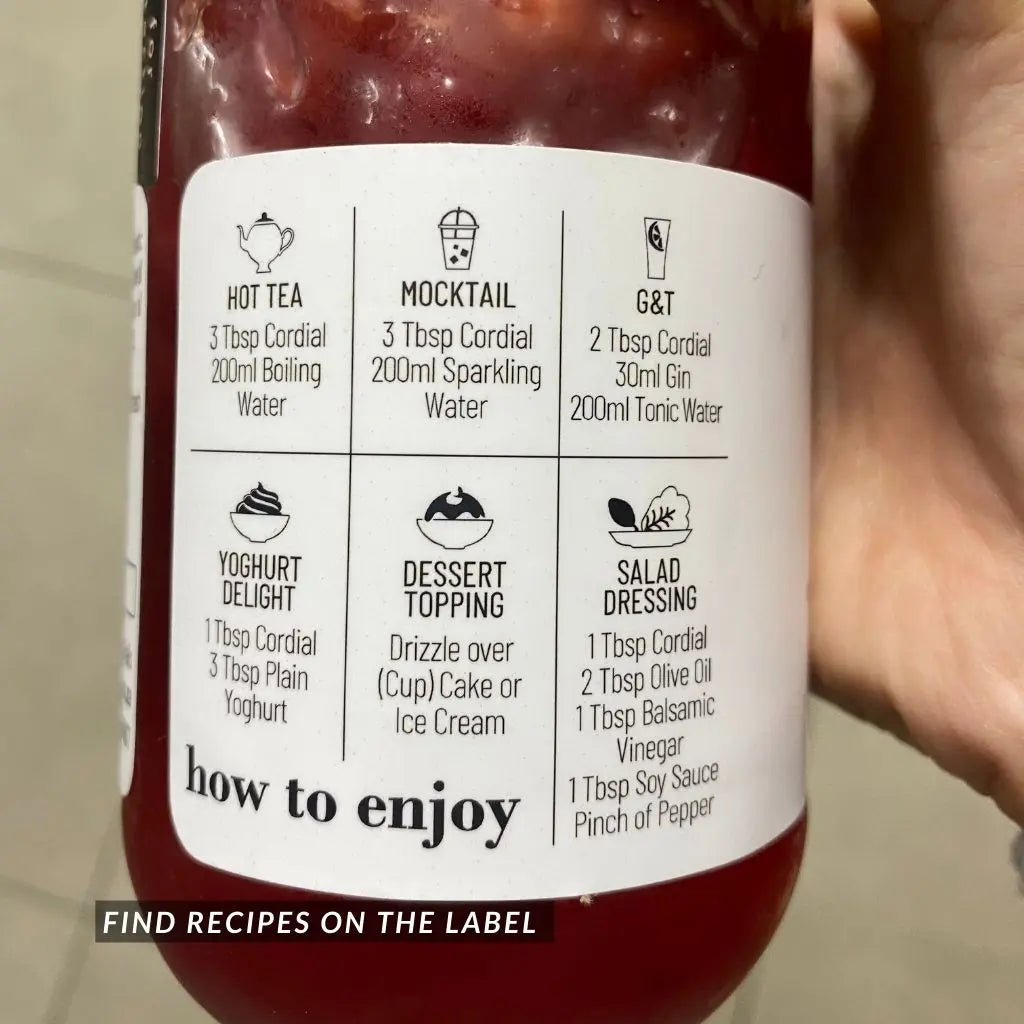 HOT TEA
3 Tbsp Cordial
200ml Boiling
Water
MOCKTAIL
3 Tbsp Cordial
200ml Sparkling
Water
G&T
2 Tbsp Cordial
30ml Gin
200ml Tonic Water
YOGHURT
DELIGHT
1 Tbsp Cordial
3 Tbsp Plain
Yoghurt
DESSERT
TOPPING
Drizzle over
(Cup) Cake or
Ice Cream
SALAD
DRESSING
1 Tbsp Cordial
2 Tbsp Olive Oil
1 Tbsp Balsamic
Vinegar
1 Tbsp Soy Sauce
Pinch of Pepper
how to enjoy
FIND RECIPES ON THE LABEL